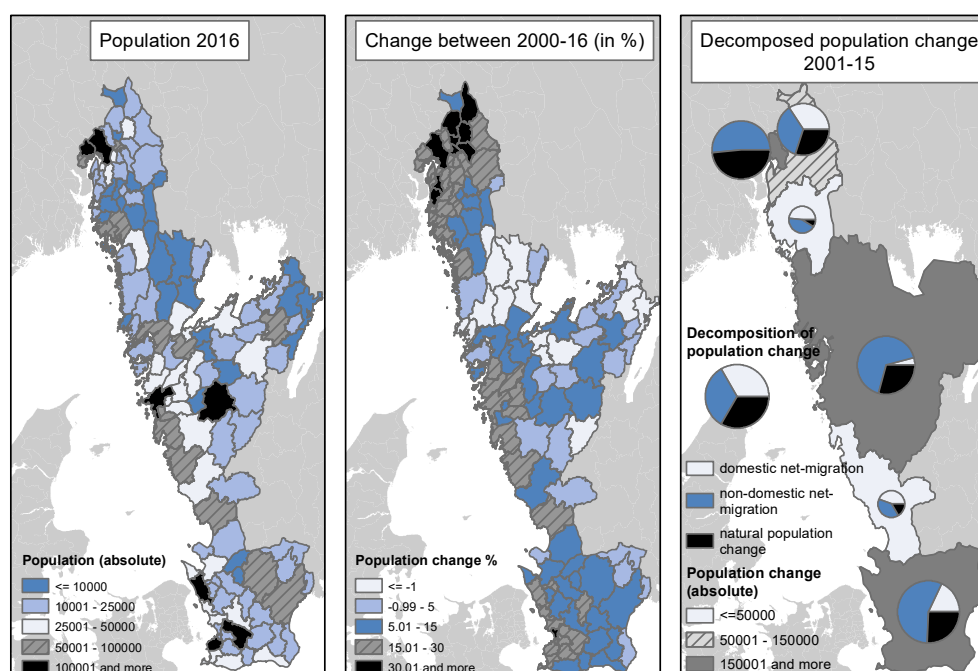 Population 2016
Population (absolute)
<= 10000
10001 - 25000
25001 - 50000
50001 - 100000
100001 and more
Change between 2000-16 (in %)
Population change %
<= -1
-0.99 - 5
5.01 - 15
15.01 - 30
30.01 and more
Decomposed population change
2001-15
Decomposition of
population change
domestic net-migration
non-domestic net-
migration
natural population
change
Population change
(absolute)
<=50000
50001 - 150000
150001 and more